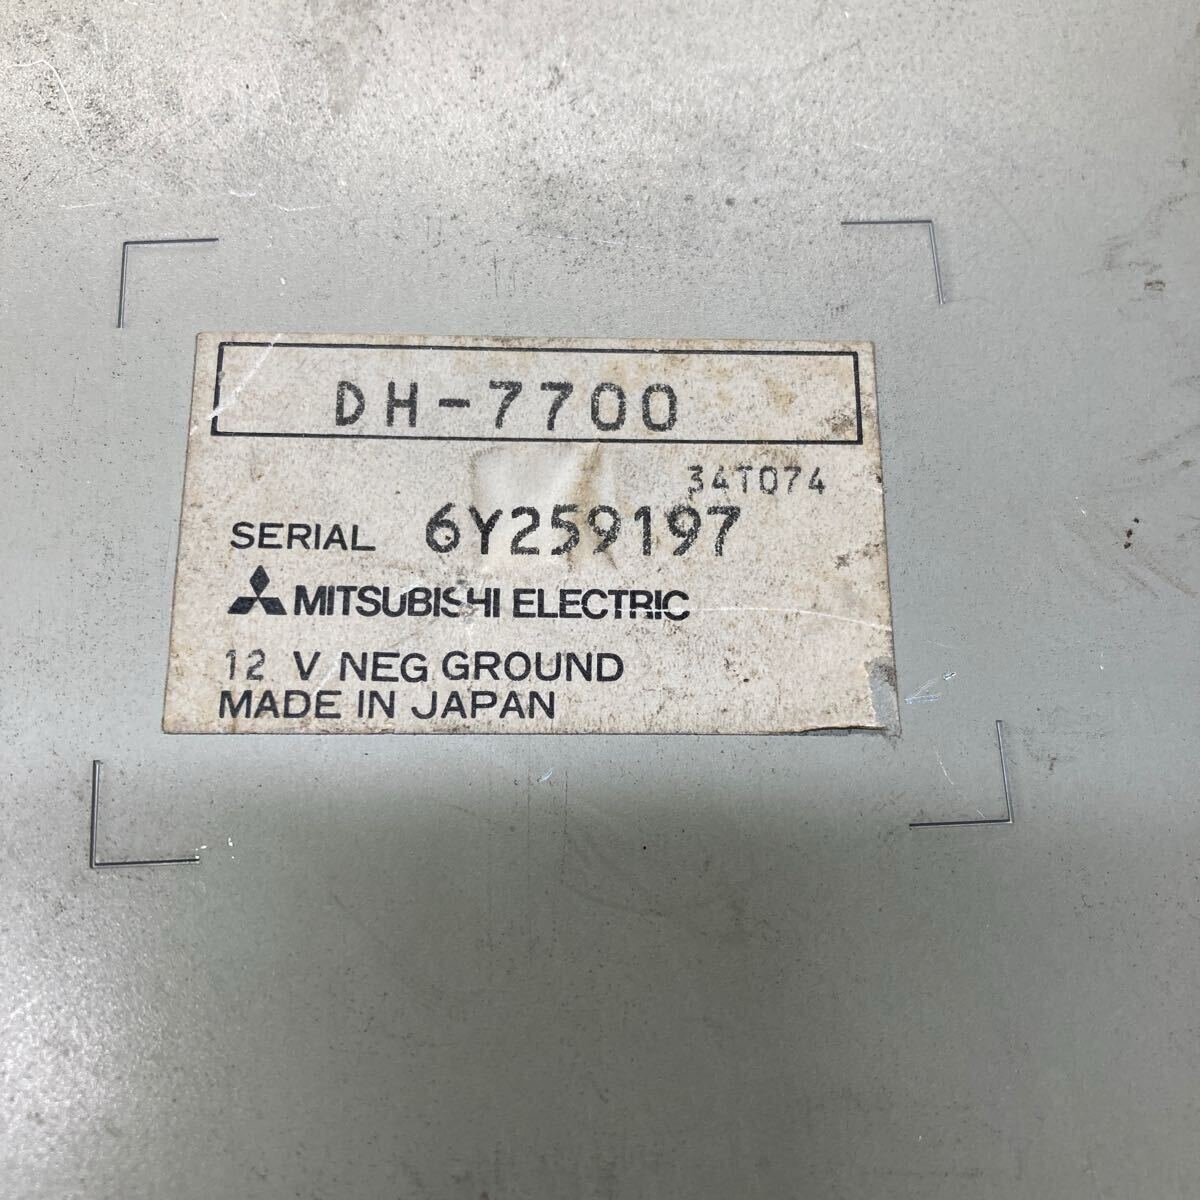 DH-7700
34T074
SERIAL 6Y259197
MITSUBISHI ELECTRIC
12 V NEG GROUND
MADE IN JAPAN